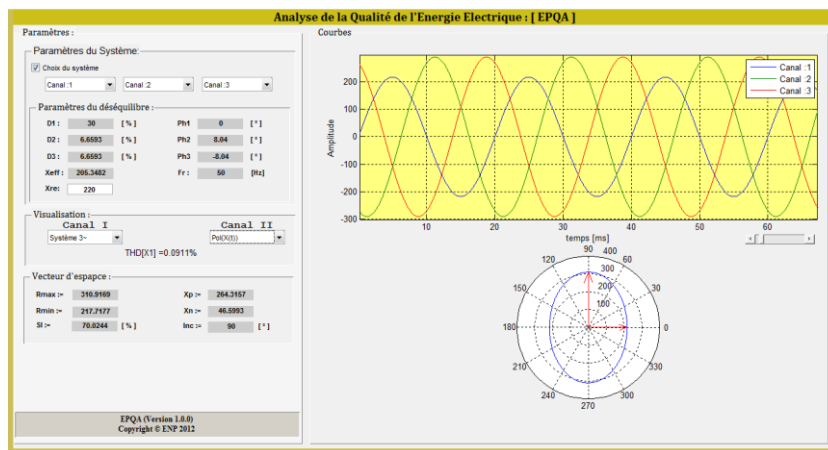 Analyse de la Qualité de l'Energie Electrique : [ EPQA ]
Paramètres :
Paramètres du Système:
Choix du système
Canal :1 Canal :2 Canal :3
Paramètres du déséquilibre :
D1 : 30 [ % ] Ph1 0 [ ° ]
D2 : 6.6593 [ % ] Ph2 8.04 [ ° ]
D3 : 6.6593 [ % ] Ph3 -8.04 [ ° ]
Xeff : 205.3482 Fr : 50 [Hz]
Xre: 220
Visualisation :
Canal I Canal II
Système 3~ Pol(X(t))
THD[X1] =0.0911%
Vecteur d'espapce :
Rmax := 310.9169 Xp := 264.3157
Rmin := 217.7177 Xn := 46.5993
SI := 70.0244 [ % ] Inc := 90 [ ° ]
EPQA (Version 1.0.0)
Copyright © ENP 2012
Courbes
Canal :1
Canal :2
Canal :3
Amplitude
200
100
0
-100
-200
-300
10 20 30 40 50 60
temps [ms]
90 400
120 60
300
150 200 30
100
180 0
210 330
240 300
270